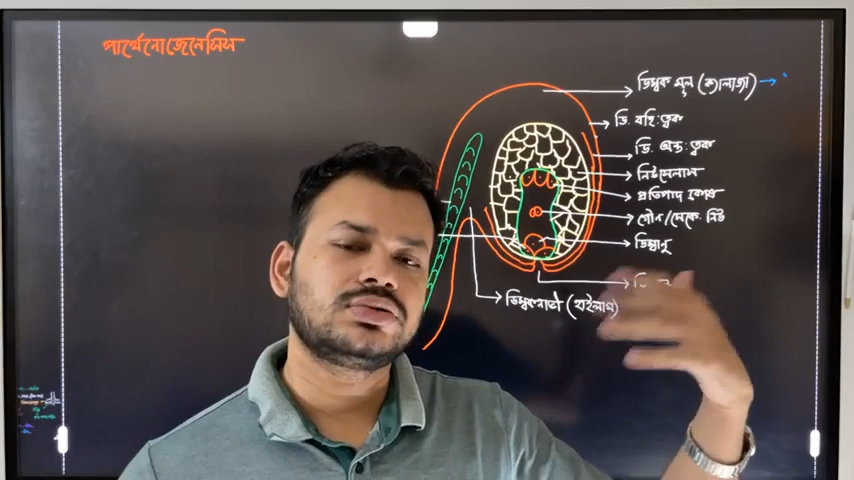 পার্থেনোজেনেসিস
ডিম্বক মূল (ক্যালাজা)
ডি. বহি:ত্বক
ডি. অন্ত:ত্বক
নিউসেলাস
প্রতিপাদ কোষ
গৌন/সেকে. নিউ
ডিম্বাণু
ডিম্বকনাভী (হাইলাম)